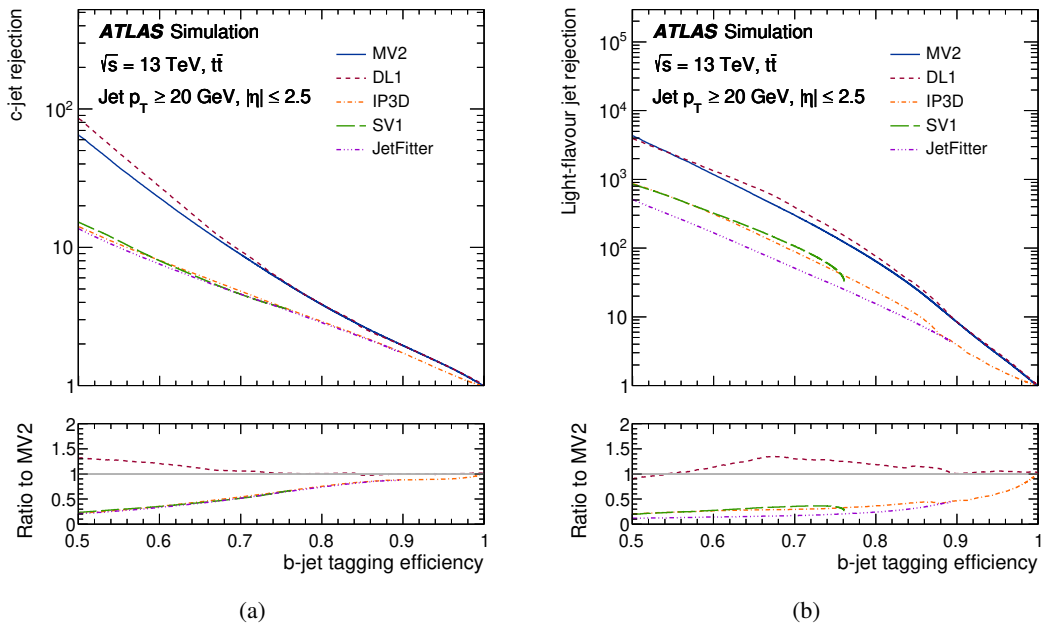 ATLAS Simulation
√s = 13 TeV, tt̄
Jet p_T ≥ 20 GeV, |η| ≤ 2.5
MV2
DL1
IP3D
SV1
JetFitter
c-jet rejection
10²
10
1
Ratio to MV2
2
1.5
1
0.5
0
0.5 0.6 0.7 0.8 0.9 1
b-jet tagging efficiency
(a)
ATLAS Simulation
√s = 13 TeV, tt̄
Jet p_T ≥ 20 GeV, |η| ≤ 2.5
MV2
DL1
IP3D
SV1
JetFitter
Light-flavour jet rejection
10⁵
10⁴
10³
10²
10
1
Ratio to MV2
2
1.5
1
0.5
0
0.5 0.6 0.7 0.8 0.9 1
b-jet tagging efficiency
(b)